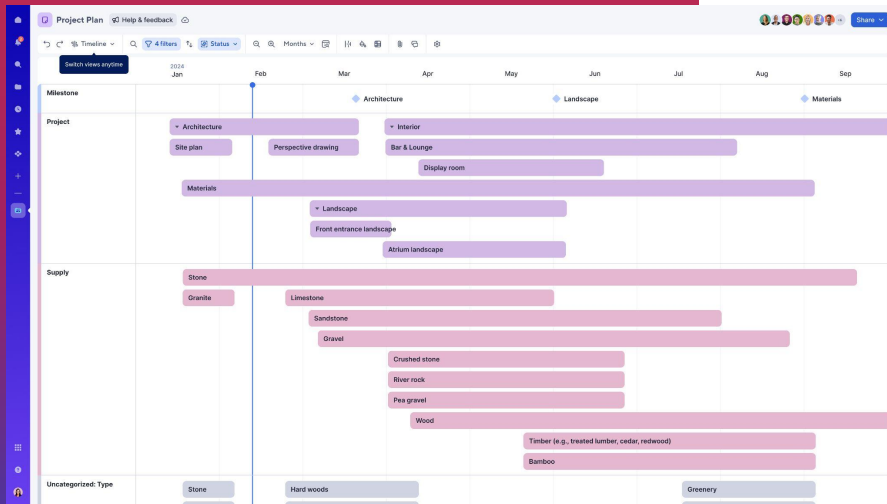 Project Plan Help & feedback Share
Timeline 4 filters Status Months
Switch views anytime
2024
Jan Feb Mar Apr May Jun Jul Aug Sep
Milestone Architecture Landscape Materials
Project Architecture Interior
Site plan Perspective drawing Bar & Lounge
Display room
Materials
Landscape
Front entrance landscape
Atrium landscape
Supply Stone
Granite Limestone
Sandstone
Gravel
Crushed stone
River rock
Pea gravel
Wood
Timber (e.g., treated lumber, cedar, redwood)
Bamboo
Uncategorized: Type Stone Hard woods Greenery